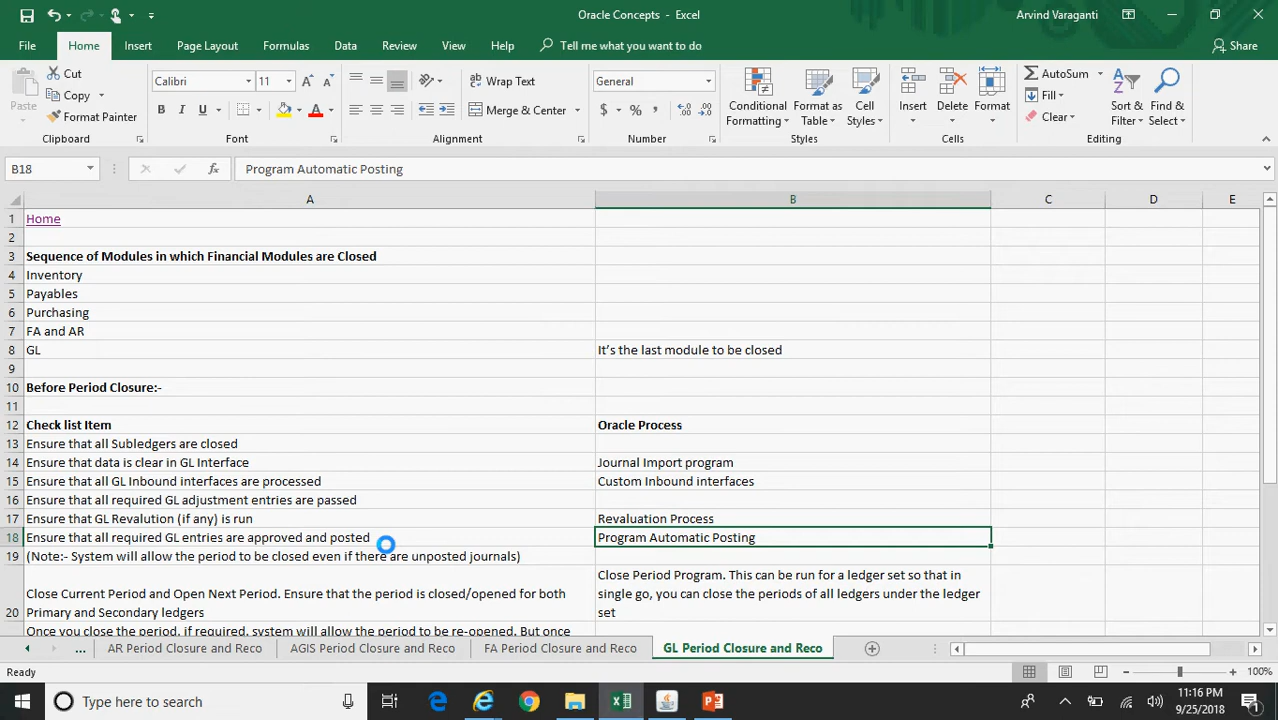 Oracle Concepts - Excel
Arvind Varaganti
File Home Insert Page Layout Formulas Data Review View Help Tell me what you want to do Share
Paste
Cut
Copy
Format Painter
Clipboard
Calibri 11
B I U
Font
Wrap Text
Merge & Center
Alignment
General
$ % ,
Number
Conditional Formatting
Format as Table
Cell Styles
Styles
Insert
Delete
Format
Cells
AutoSum
Fill
Clear
Sort & Filter
Find & Select
Editing
B18 fx Program Automatic Posting
A B C D E
1 Home
2
3 Sequence of Modules in which Financial Modules are Closed
4 Inventory
5 Payables
6 Purchasing
7 FA and AR
8 GL It's the last module to be closed
9
10 Before Period Closure:-
11
12 Check list Item Oracle Process
13 Ensure that all Subledgers are closed
14 Ensure that data is clear in GL Interface Journal Import program
15 Ensure that all GL Inbound interfaces are processed Custom Inbound interfaces
16 Ensure that all required GL adjustment entries are passed
17 Ensure that GL Revalution (if any) is run Revaluation Process
18 Ensure that all required GL entries are approved and posted Program Automatic Posting
19 (Note:- System will allow the period to be closed even if there are unposted journals)
Close Period Program. This can be run for a ledger set so that in
Close Current Period and Open Next Period. Ensure that the period is closed/opened for both single go, you can close the periods of all ledgers under the ledger
20 Primary and Secondary ledgers set
Once you close the period, if required, system will allow the period to be re-opened. But once
... AR Period Closure and Reco AGIS Period Closure and Reco FA Period Closure and Reco GL Period Closure and Reco
Ready 100%
Type here to search
11:16 PM
9/25/2018
1